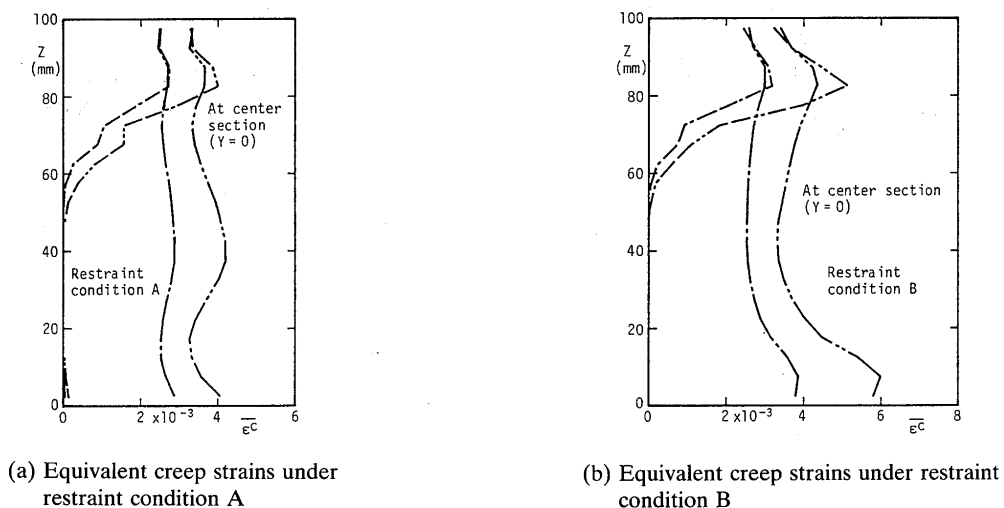 100
Z
(mm)
80
60
40
20
0
At center
section
(Y = 0)
Restraint
condition A
0
2 x10⁻³
4
6
ε̅ᶜ
(a) Equivalent creep strains under
restraint condition A
100
Z
(mm)
80
60
40
20
0
At center section
(Y = 0)
Restraint
condition B
0
2 x10⁻³
4
6
8
ε̅ᶜ
(b) Equivalent creep strains under restraint
condition B